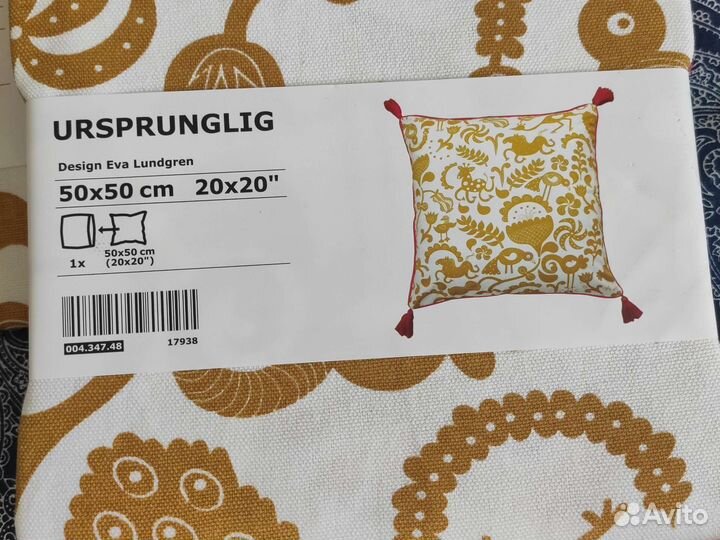 URSPRUNGLIG
Design Eva Lundgren
50x50 cm 20x20"
1x
50x50 cm
(20x20")
004.347.48
17938
Avito